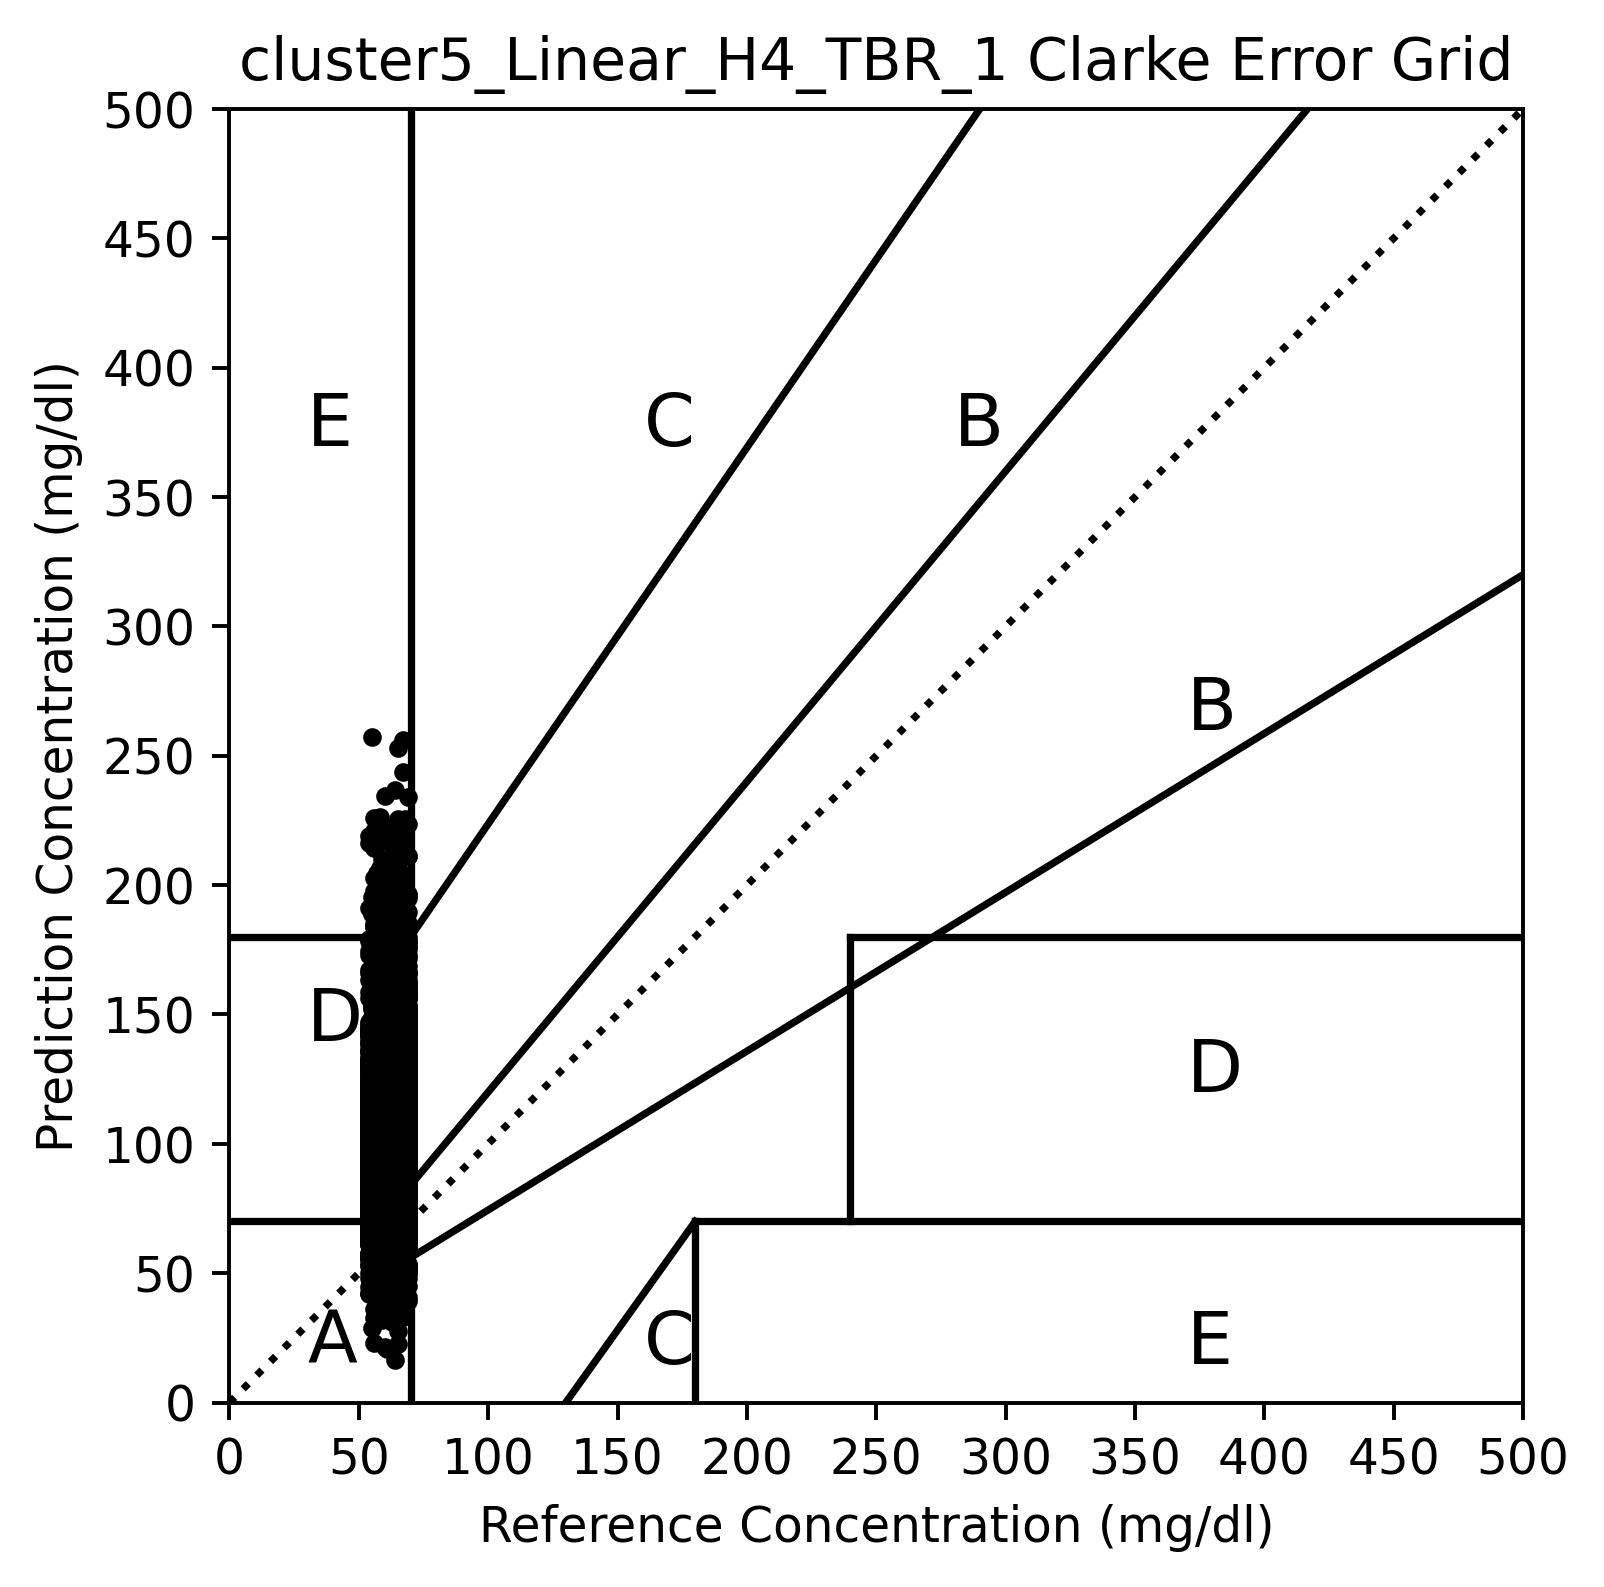 cluster5_Linear_H4_TBR_1 Clarke Error Grid
500
450
400
350
300
250
200
150
100
50
0
Prediction Concentration (mg/dl)
E
C
B
B
D
D
A
C
E
0 50 100 150 200 250 300 350 400 450 500
Reference Concentration (mg/dl)